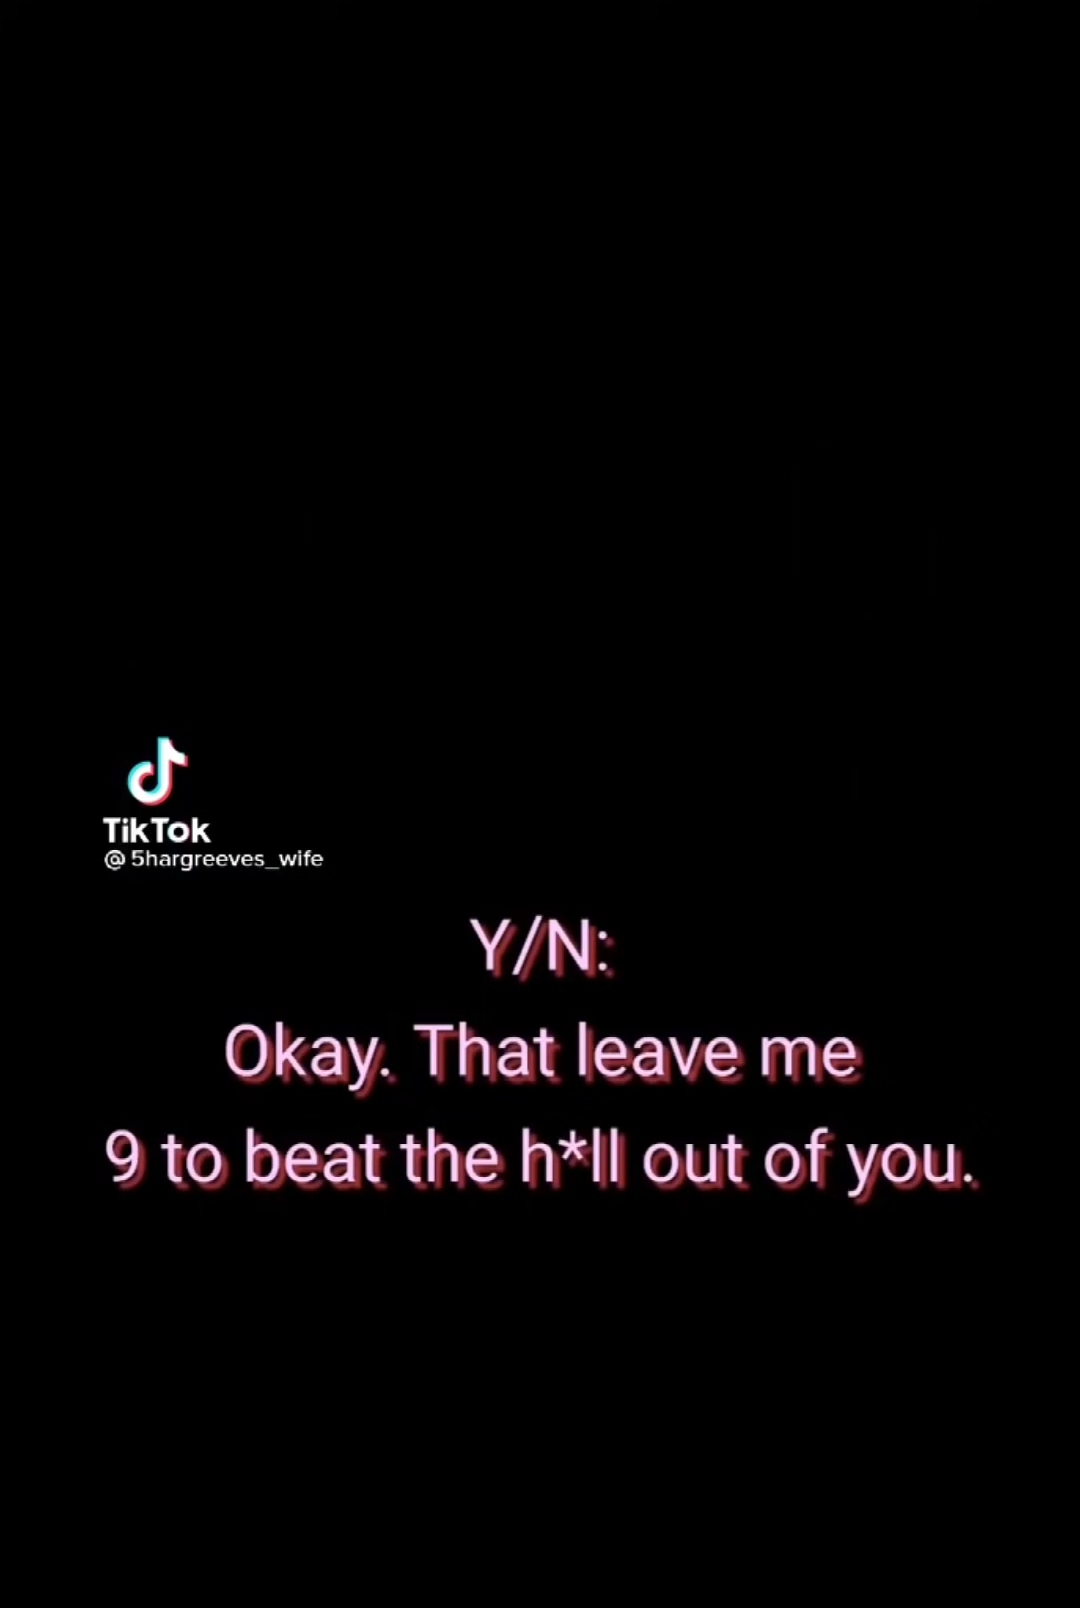 TikTok
@ 5hargreeves_wife
Y/N:
Okay. That leave me
9 to beat the h*ll out of you.